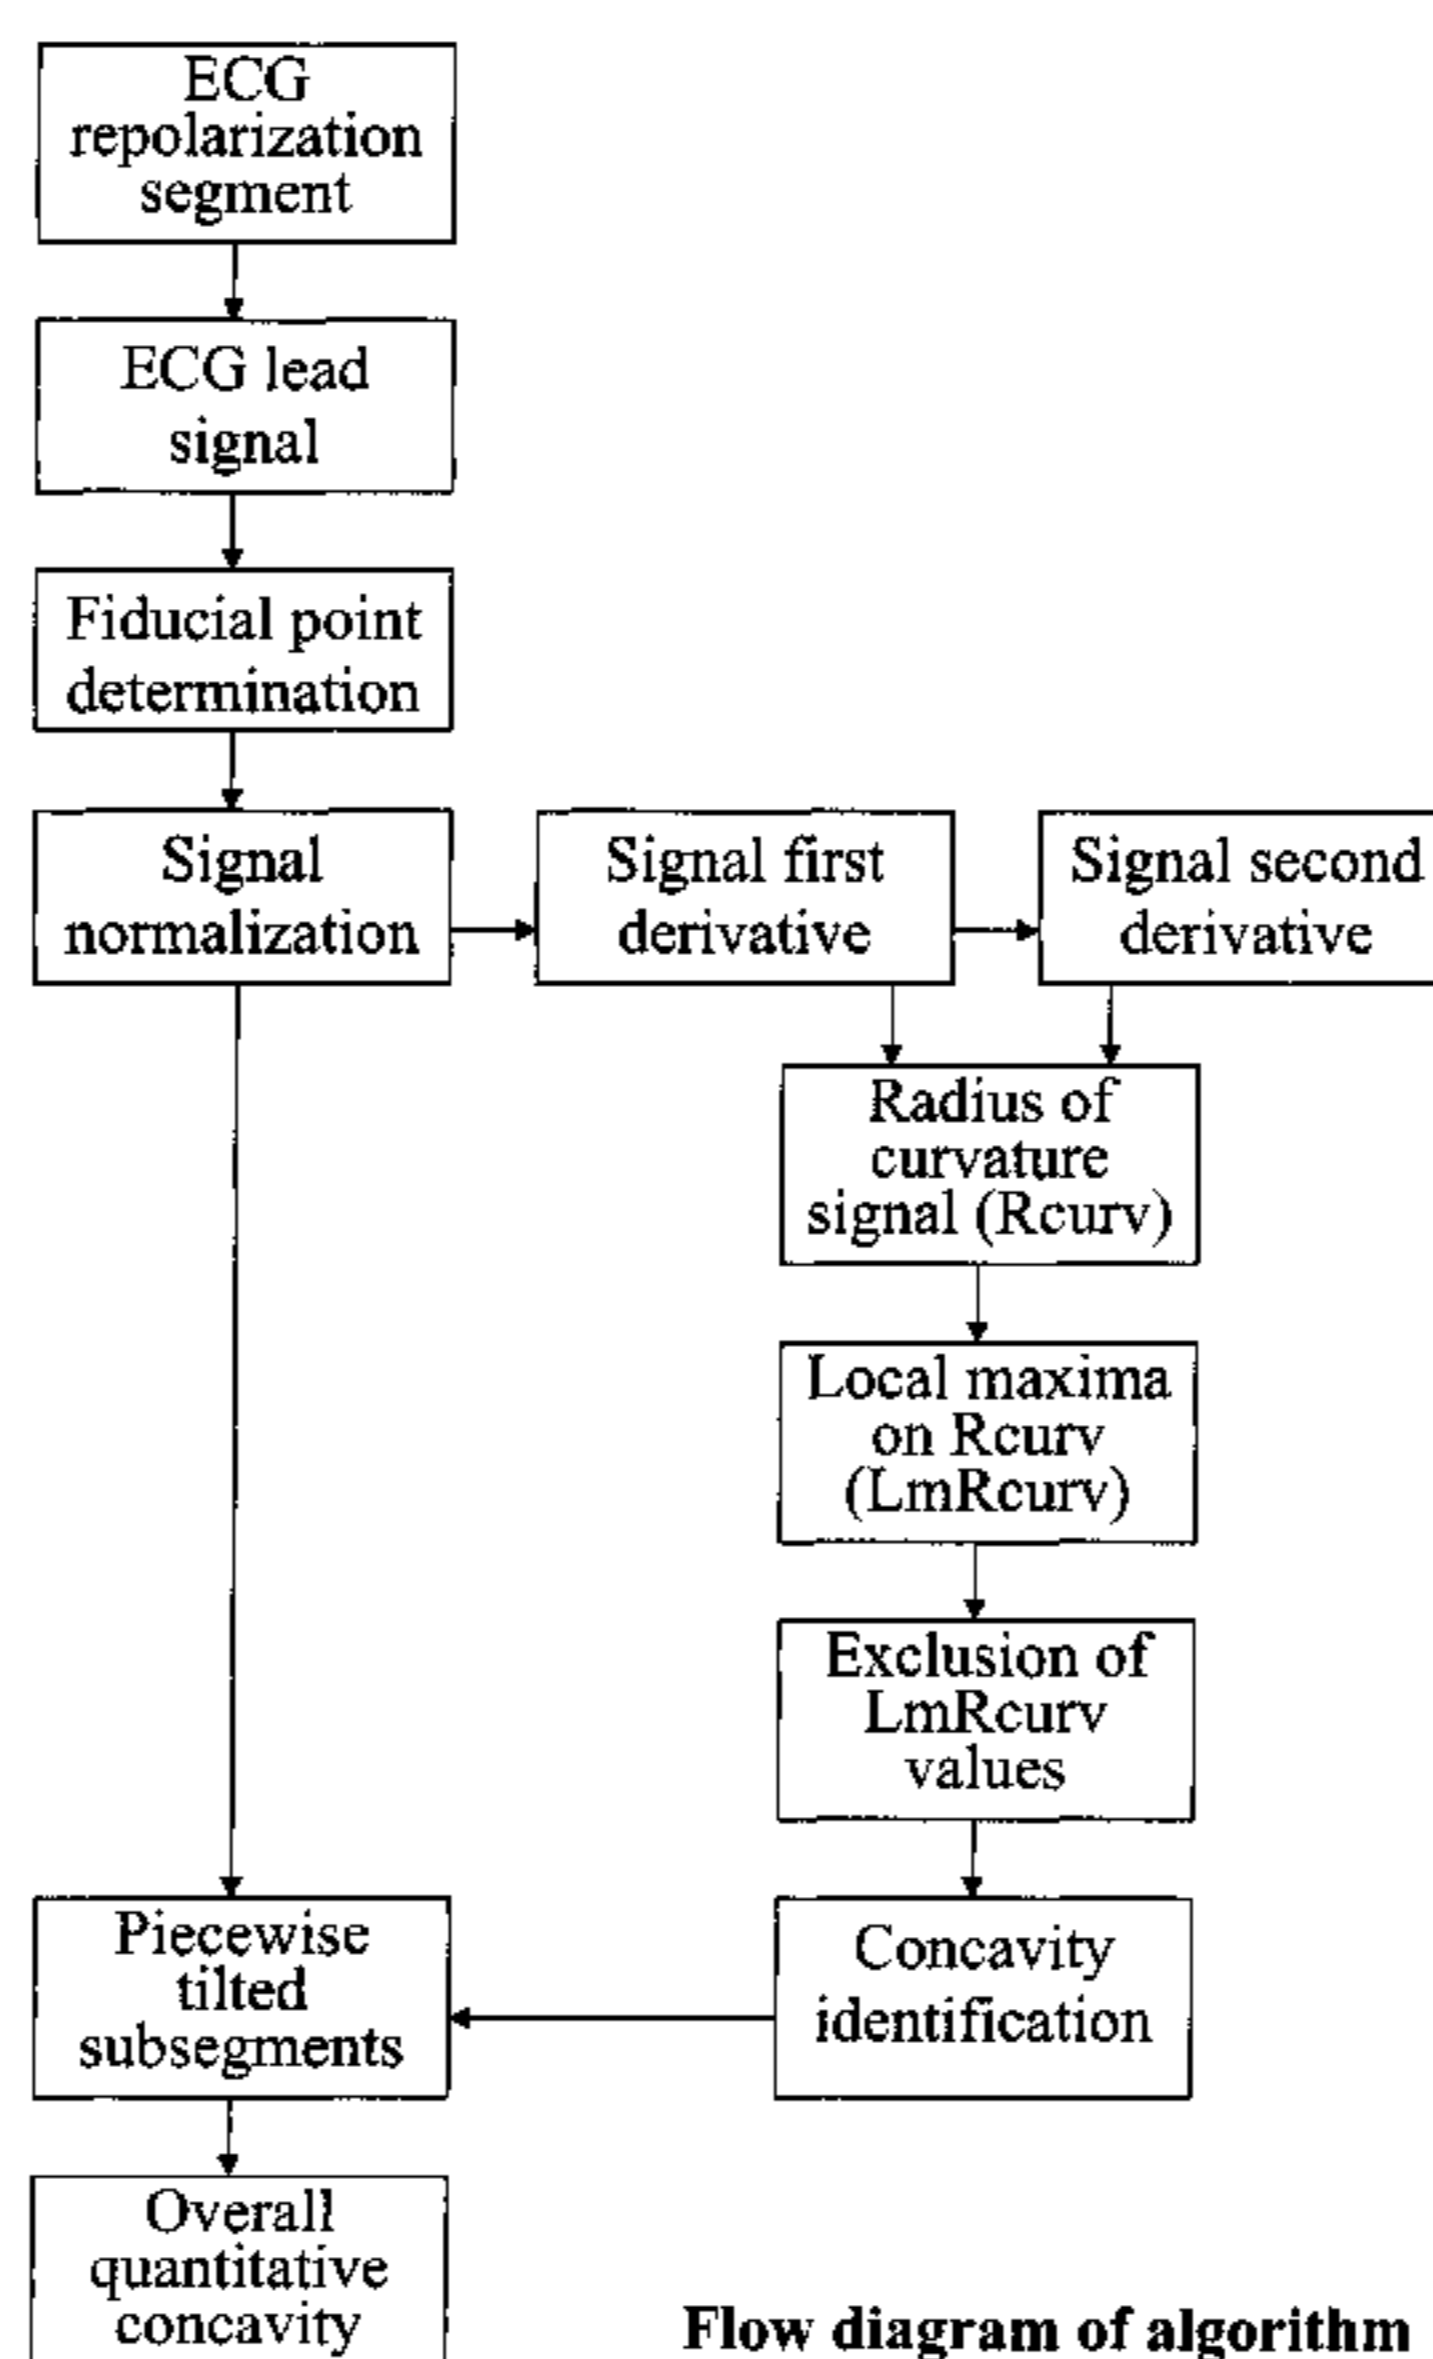 ECG
repolarization
segment
ECG lead
signal
Fiducial point
determination
Signal
normalization
Signal first
derivative
Signal second
derivative
Radius of
curvature
signal (Rcurv)
Local maxima
on Rcurv
(LmRcurv)
Exclusion of
LmRcurv
values
Concavity
identification
Piecewise
tilted
subsegments
Overall
quantitative
concavity
Flow diagram of algorithm